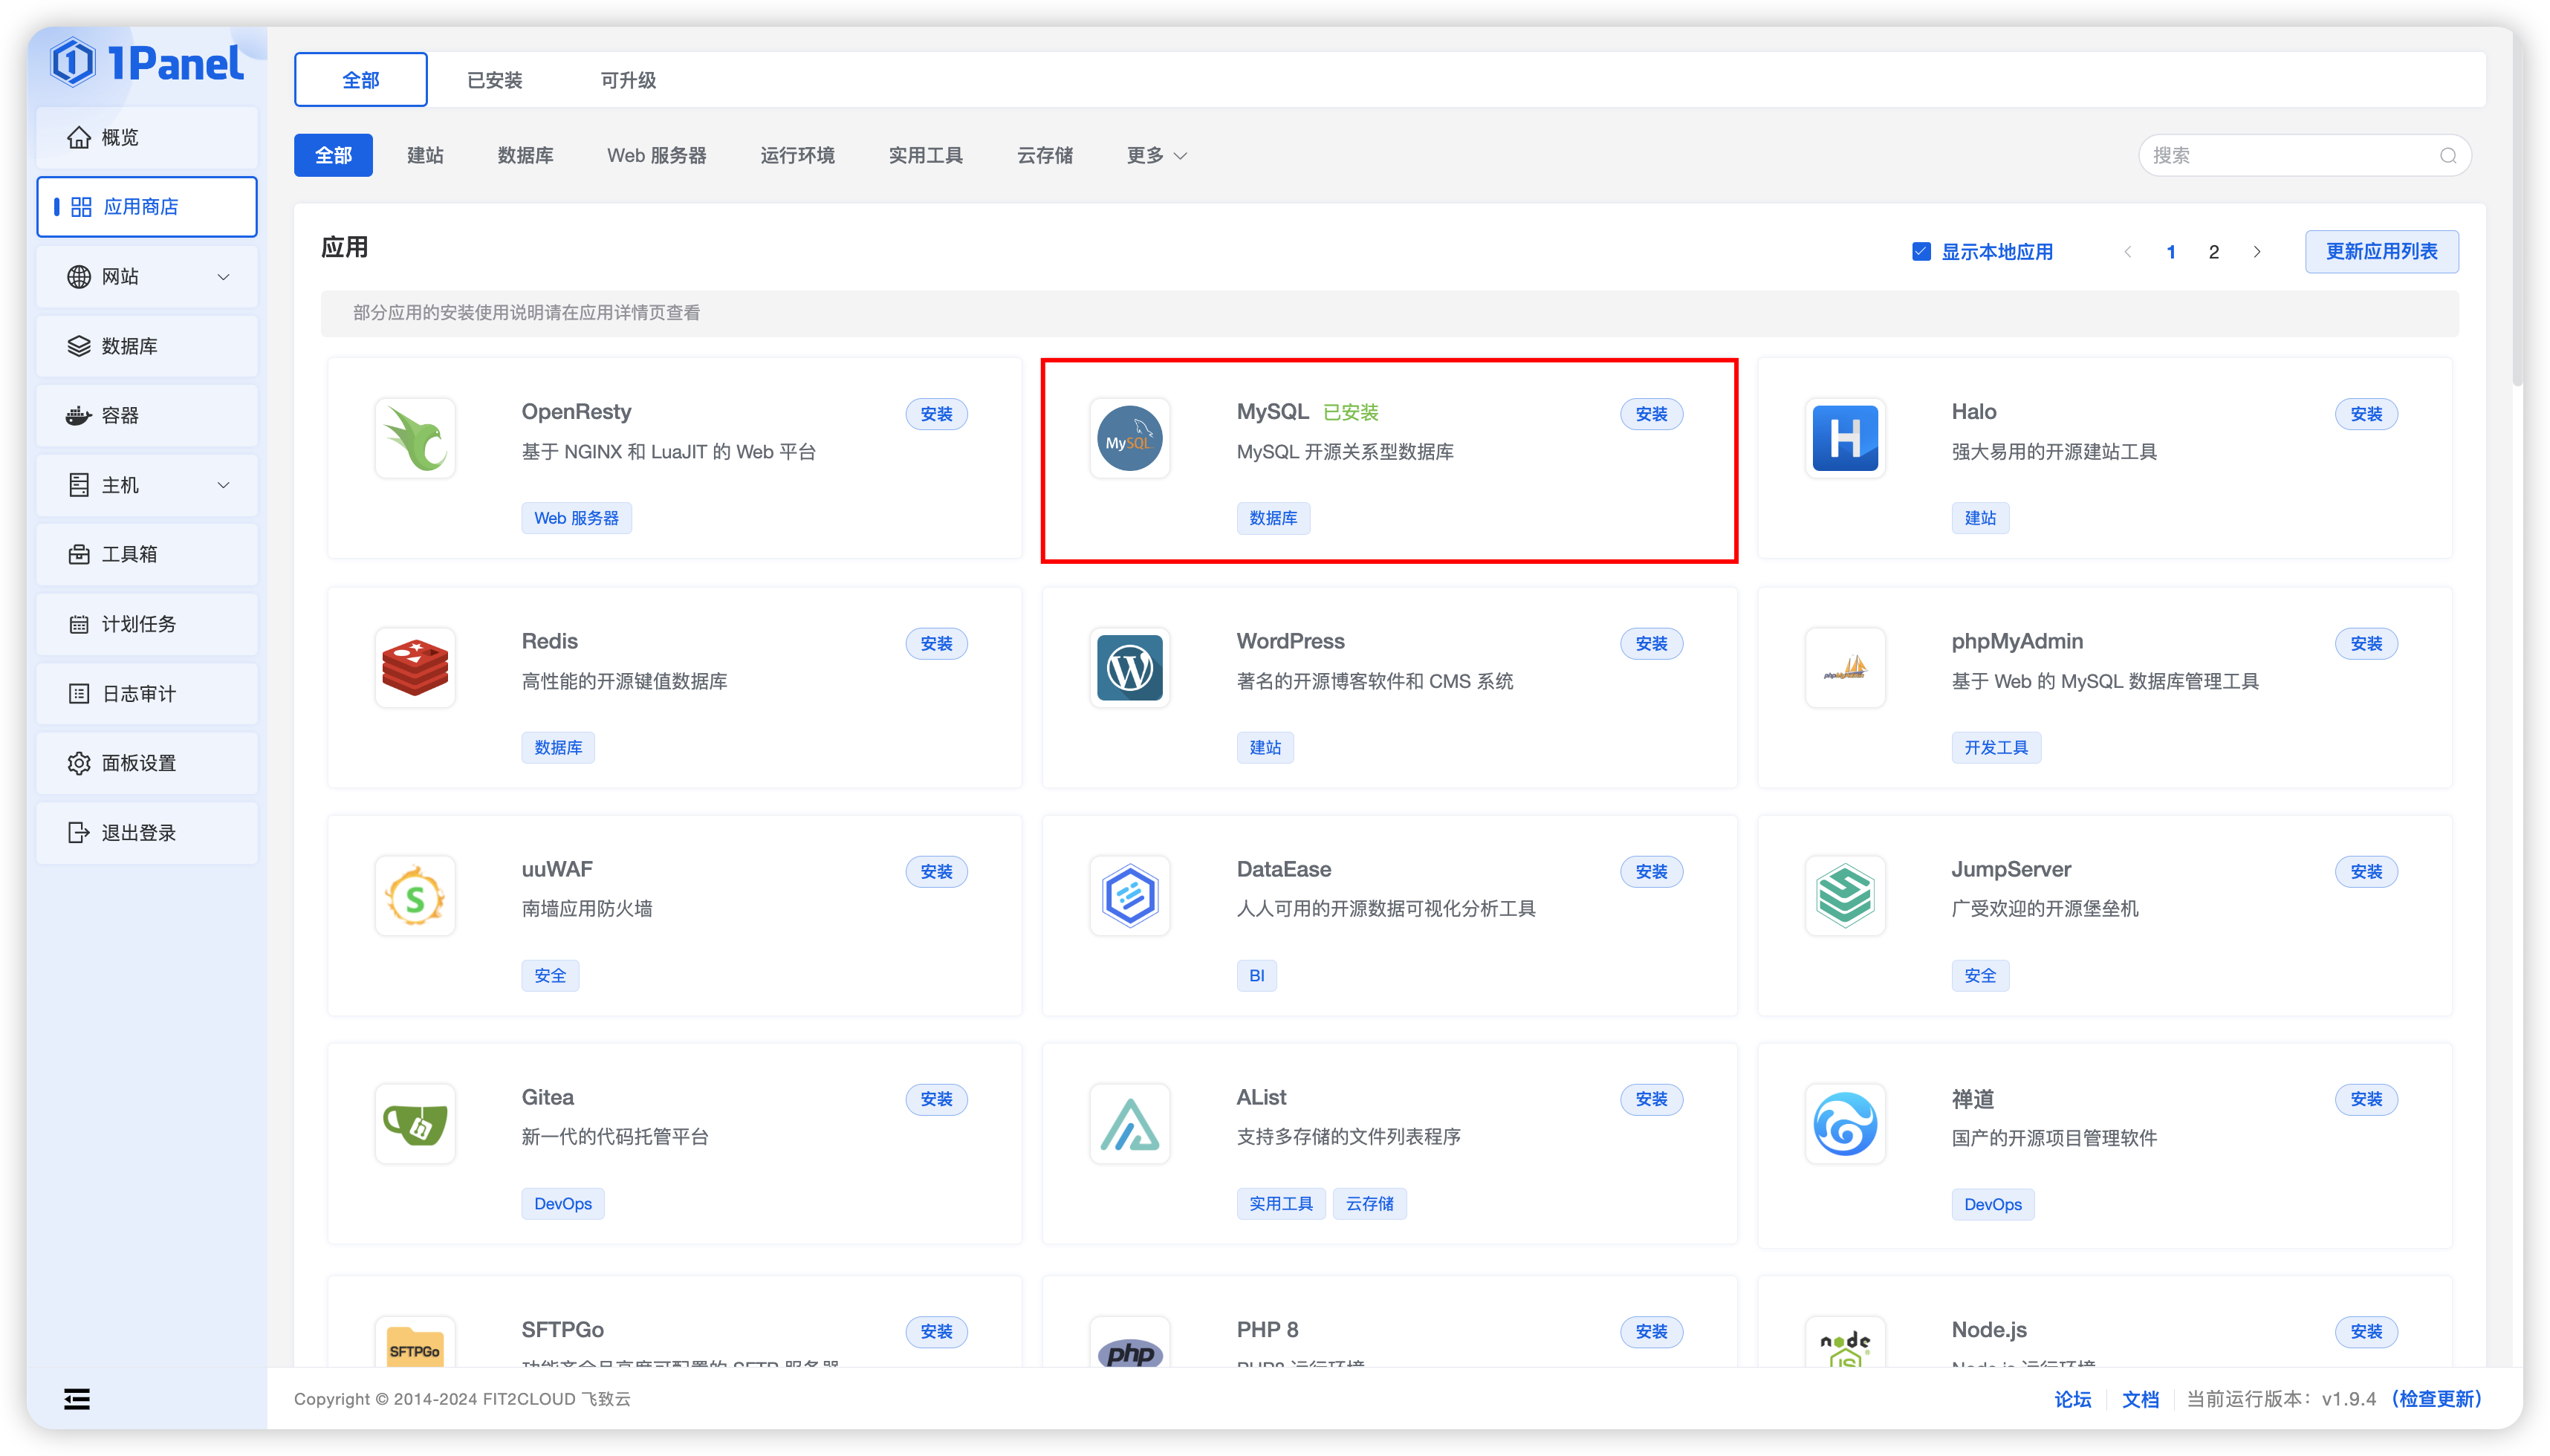 1Panel
概览
应用商店
网站
数据库
容器
主机
工具箱
计划任务
日志审计
面板设置
退出登录
全部 已安装 可升级
全部 建站 数据库 Web 服务器 运行环境 实用工具 云存储 更多 搜索
应用 显示本地应用 1 2 更新应用列表
部分应用的安装使用说明请在应用详情页查看
OpenResty 安装
基于 NGINX 和 LuaJIT 的 Web 平台
Web 服务器
MySQL
MySQL 已安装 安装
MySQL 开源关系型数据库
数据库
H
Halo 安装
强大易用的开源建站工具
建站
Redis 安装
高性能的开源键值数据库
数据库
W
WordPress 安装
著名的开源博客软件和 CMS 系统
建站
phpMyAdmin
phpMyAdmin 安装
基于 Web 的 MySQL 数据库管理工具
开发工具
S
uuWAF 安装
南墙应用防火墙
安全
DataEase 安装
人人可用的开源数据可视化分析工具
BI
JumpServer 安装
广受欢迎的开源堡垒机
安全
Gitea 安装
新一代的代码托管平台
DevOps
AList 安装
支持多存储的文件列表程序
实用工具 云存储
禅道 安装
国产的开源项目管理软件
DevOps
SFTPGo
SFTPGo 安装
php
PHP 8 安装
PHP8 运行环境
node
JS
Node.js 安装
Node.js 运行环境
Copyright © 2014-2024 FIT2CLOUD 飞致云
论坛 文档 当前运行版本：v1.9.4 （检查更新）